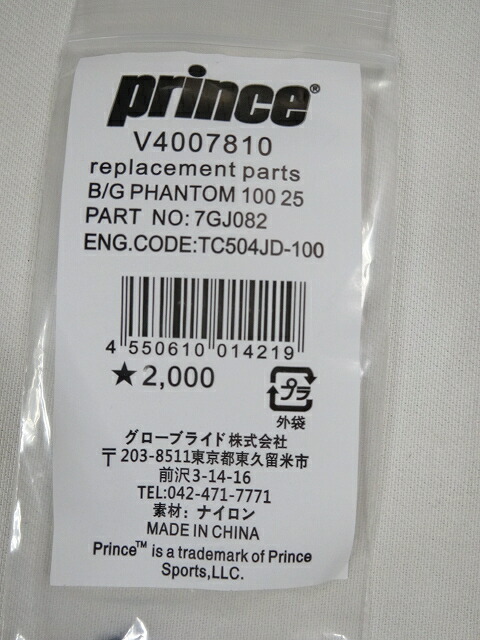 prince®
V4007810
replacement parts
B/G PHANTOM 100 25
PART NO:7GJ082
ENG.CODE:TC504JD-100
4 550610 014219
★2,000
プラ
外袋
グローブライド株式会社
〒203-8511東京都東久留米市
前沢3-14-16
TEL:042-471-7771
素材:ナイロン
MADE IN CHINA
Prince™ is a trademark of Prince
Sports,LLC.